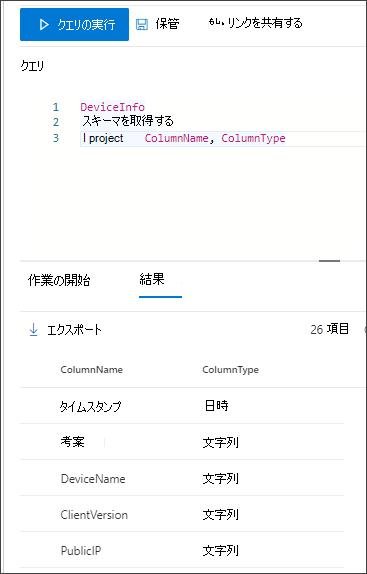 クエリの実行 保管 リンクを共有する
クエリ
1 DeviceInfo
2 スキーマを取得する
3 | project ColumnName, ColumnType
作業の開始 結果
エクスポート 26 項目
ColumnName ColumnType
タイムスタンプ 日時
考案 文字列
DeviceName 文字列
ClientVersion 文字列
PublicIP 文字列